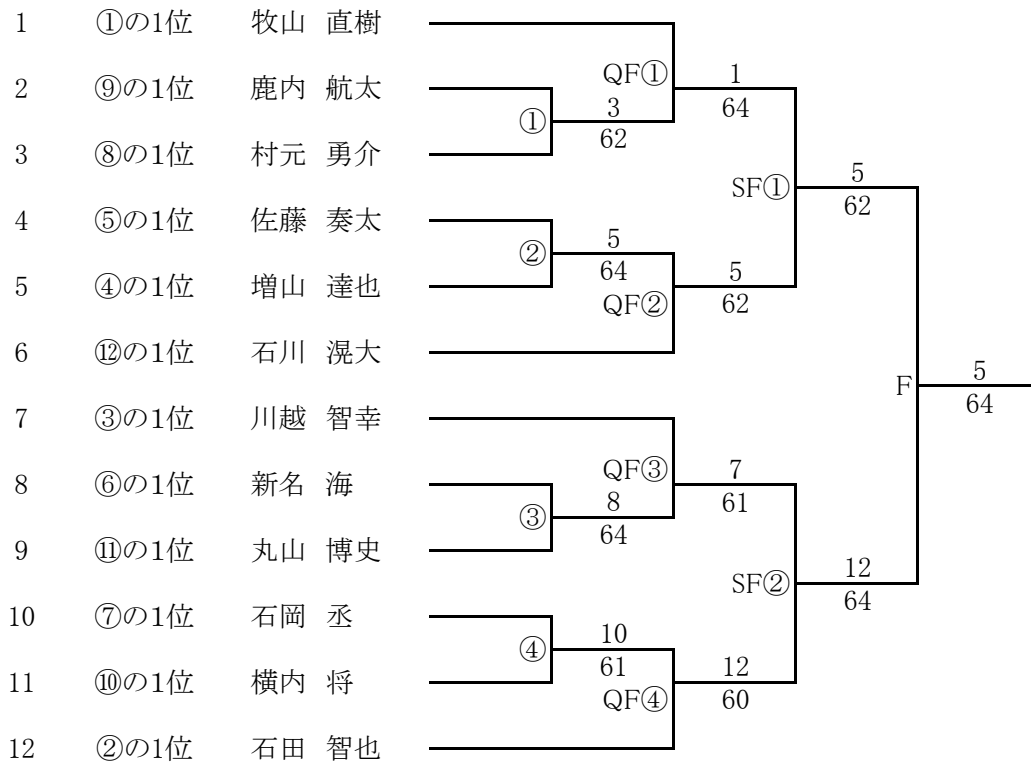 1 ①の1位 牧山 直樹
QF① 1
2 ⑨の1位 鹿内 航太
① 3 64
62
3 ⑧の1位 村元 勇介
SF① 5
62
4 ⑤の1位 佐藤 奏太
② 5
64 5
5 ④の1位 増山 達也
QF② 62
6 ⑫の1位 石川 滉大
F 5
64
7 ③の1位 川越 智幸
QF③ 7
8 ⑥の1位 新名 海
8 61
③ 64
9 ⑪の1位 丸山 博史
SF② 12
64
10 ⑦の1位 石岡 丞
④ 10
61 12
11 ⑩の1位 横内 将
QF④ 60
12 ②の1位 石田 智也